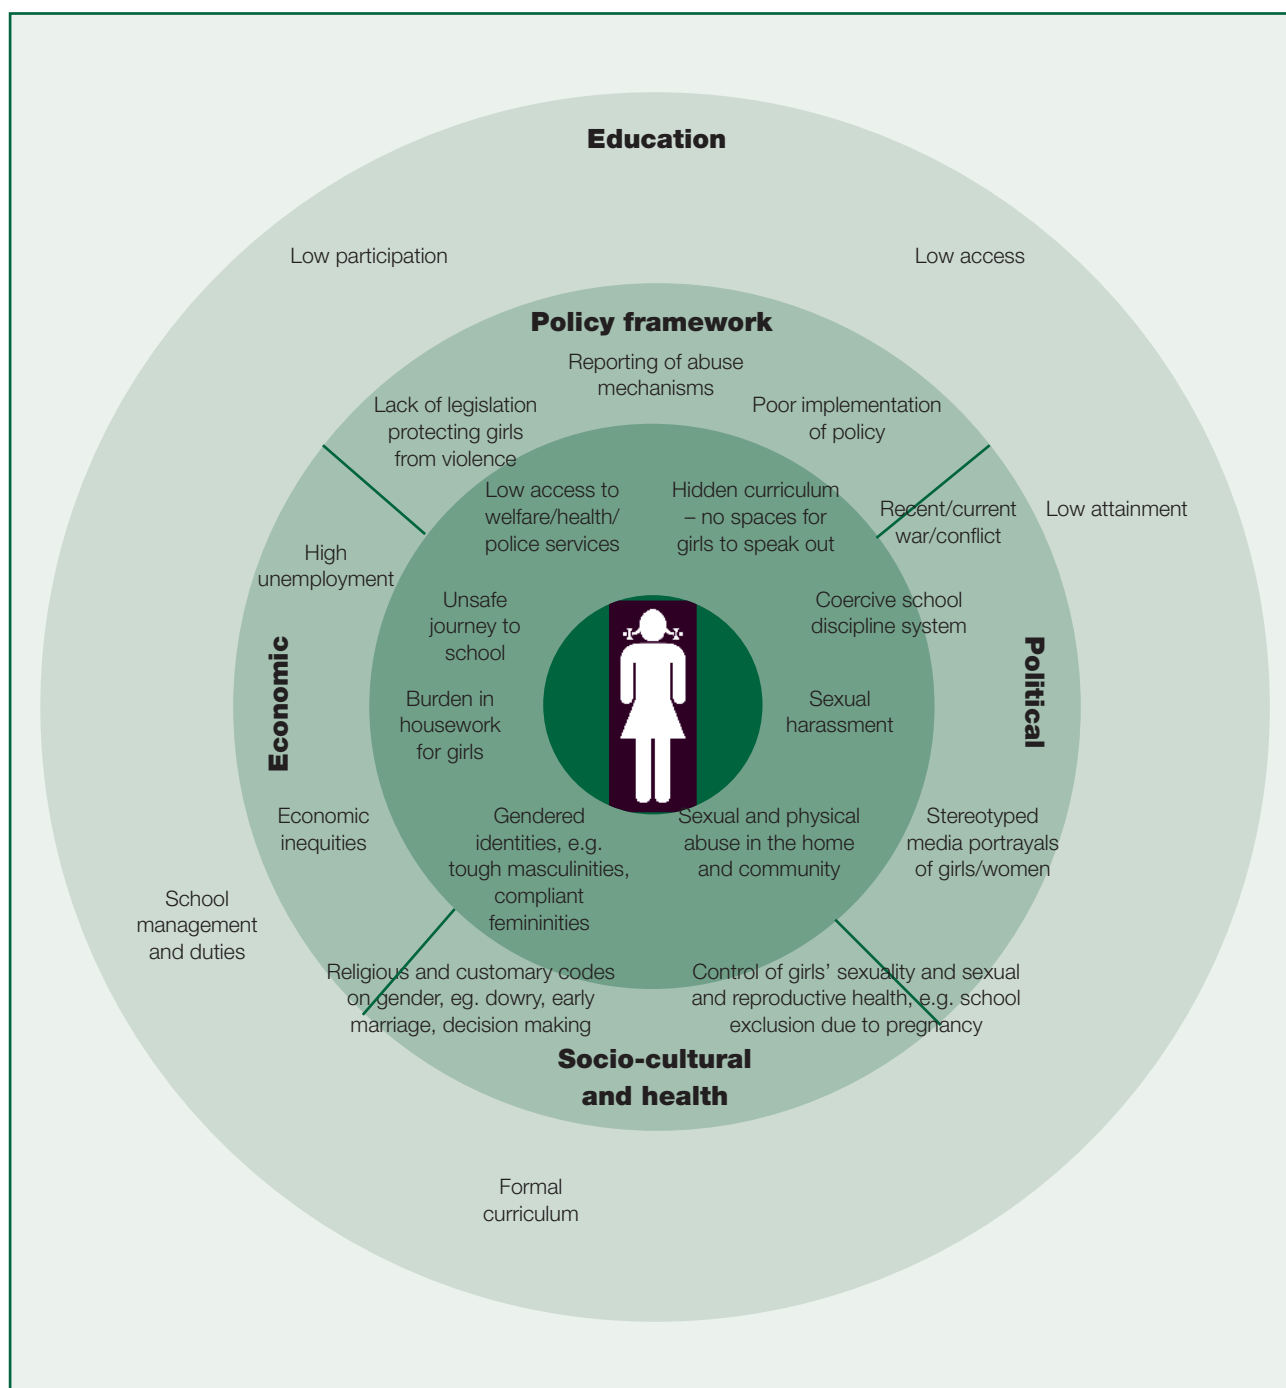 Education
Low participation
Low access
Policy framework
Reporting of abuse
mechanisms
Lack of legislation
protecting girls
from violence
Poor implementation
of policy
Low access to
welfare/health/
police services
Hidden curriculum
– no spaces for
girls to speak out
Recent/current
war/conflict
Low attainment
High
unemployment
Unsafe
journey to
school
Coercive school
discipline system
Economic
Burden in
housework
for girls
Sexual
harassment
Political
Economic
inequities
Gendered
identities, e.g.
tough masculinities,
compliant
femininities
Sexual and physical
abuse in the home
and community
Stereotyped
media portrayals
of girls/women
School
management
and duties
Religious and customary codes
on gender, eg. dowry, early
marriage, decision making
Control of girls’ sexuality and sexual
and reproductive health, e.g. school
exclusion due to pregnancy
Socio-cultural
and health
Formal
curriculum